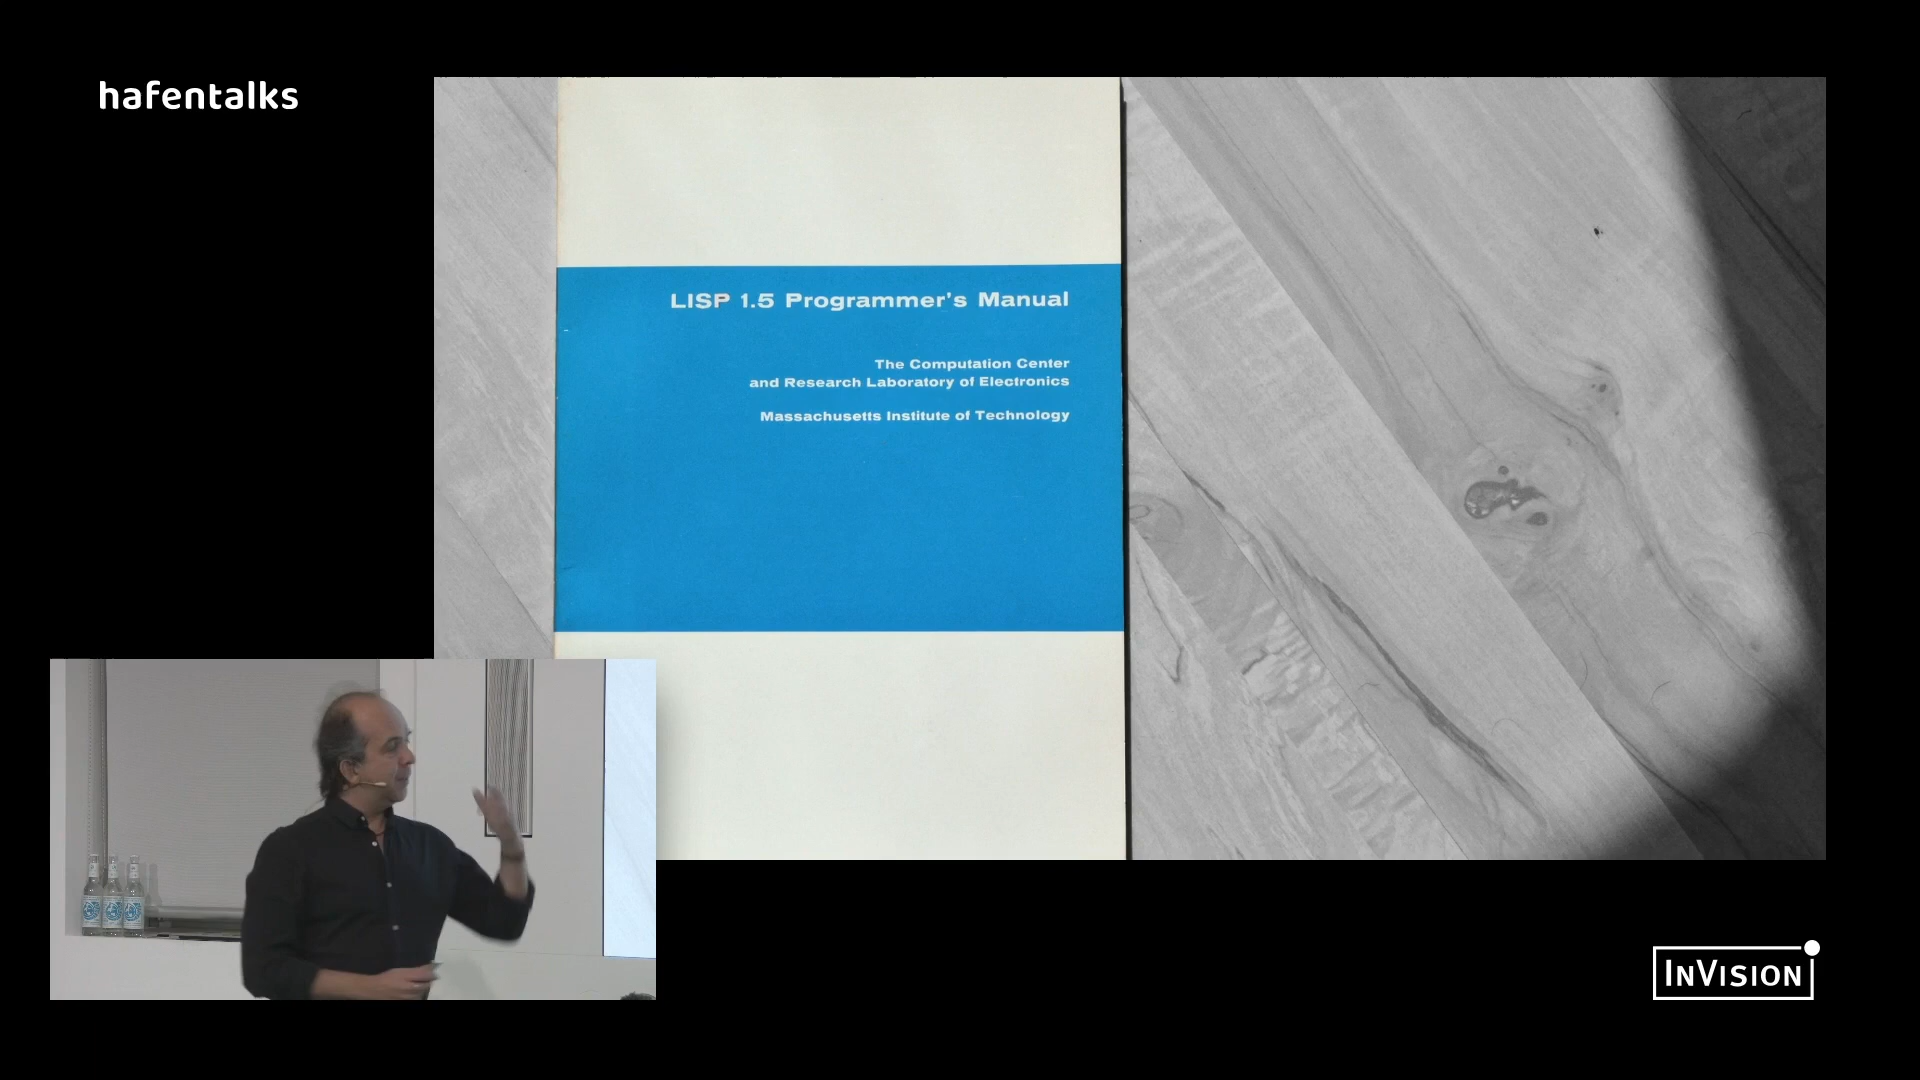 hafentalks
LISP 1.5 Programmer's Manual
The Computation Center
and Research Laboratory of Electronics
Massachusetts Institute of Technology
INVISION